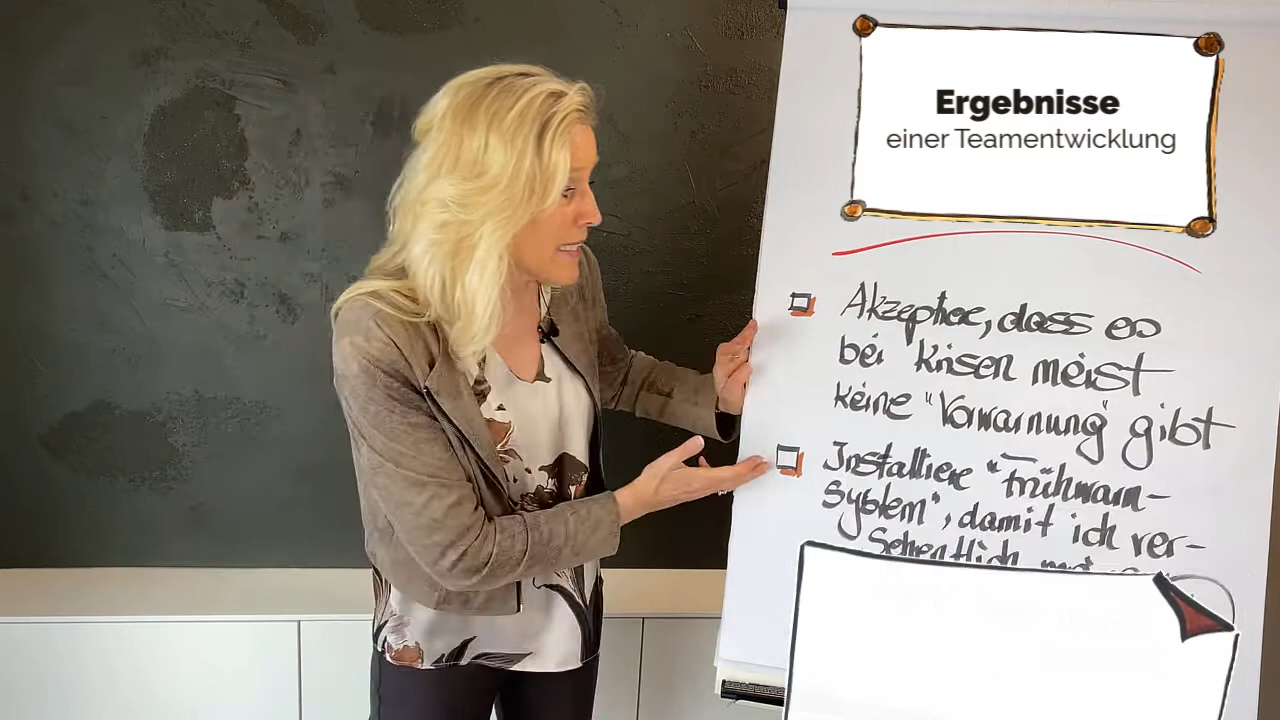 Ergebnisse
einer Teamentwicklung
Akzeptiere, dass es
bei Krisen meist
keine "Vorwarnung" gibt
Installiere "Frühwarn-
system", damit ich ver-